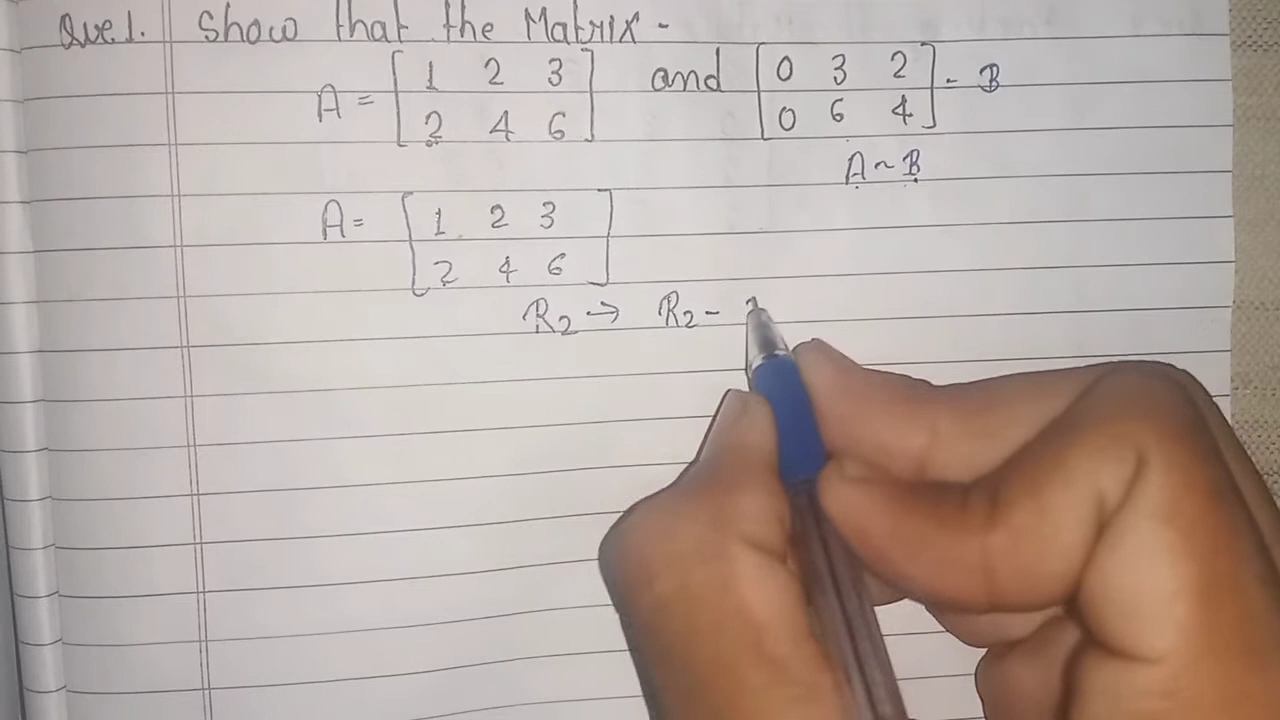 Que 1. Show that the Matrix -
A = [ 1 2 3 ] and [ 0 3 2 ] - B
[ 2 4 6 ] [ 0 6 4 ]
A ~ B
A = [ 1 2 3 ]
[ 2 4 6 ]
R2 → R2 -